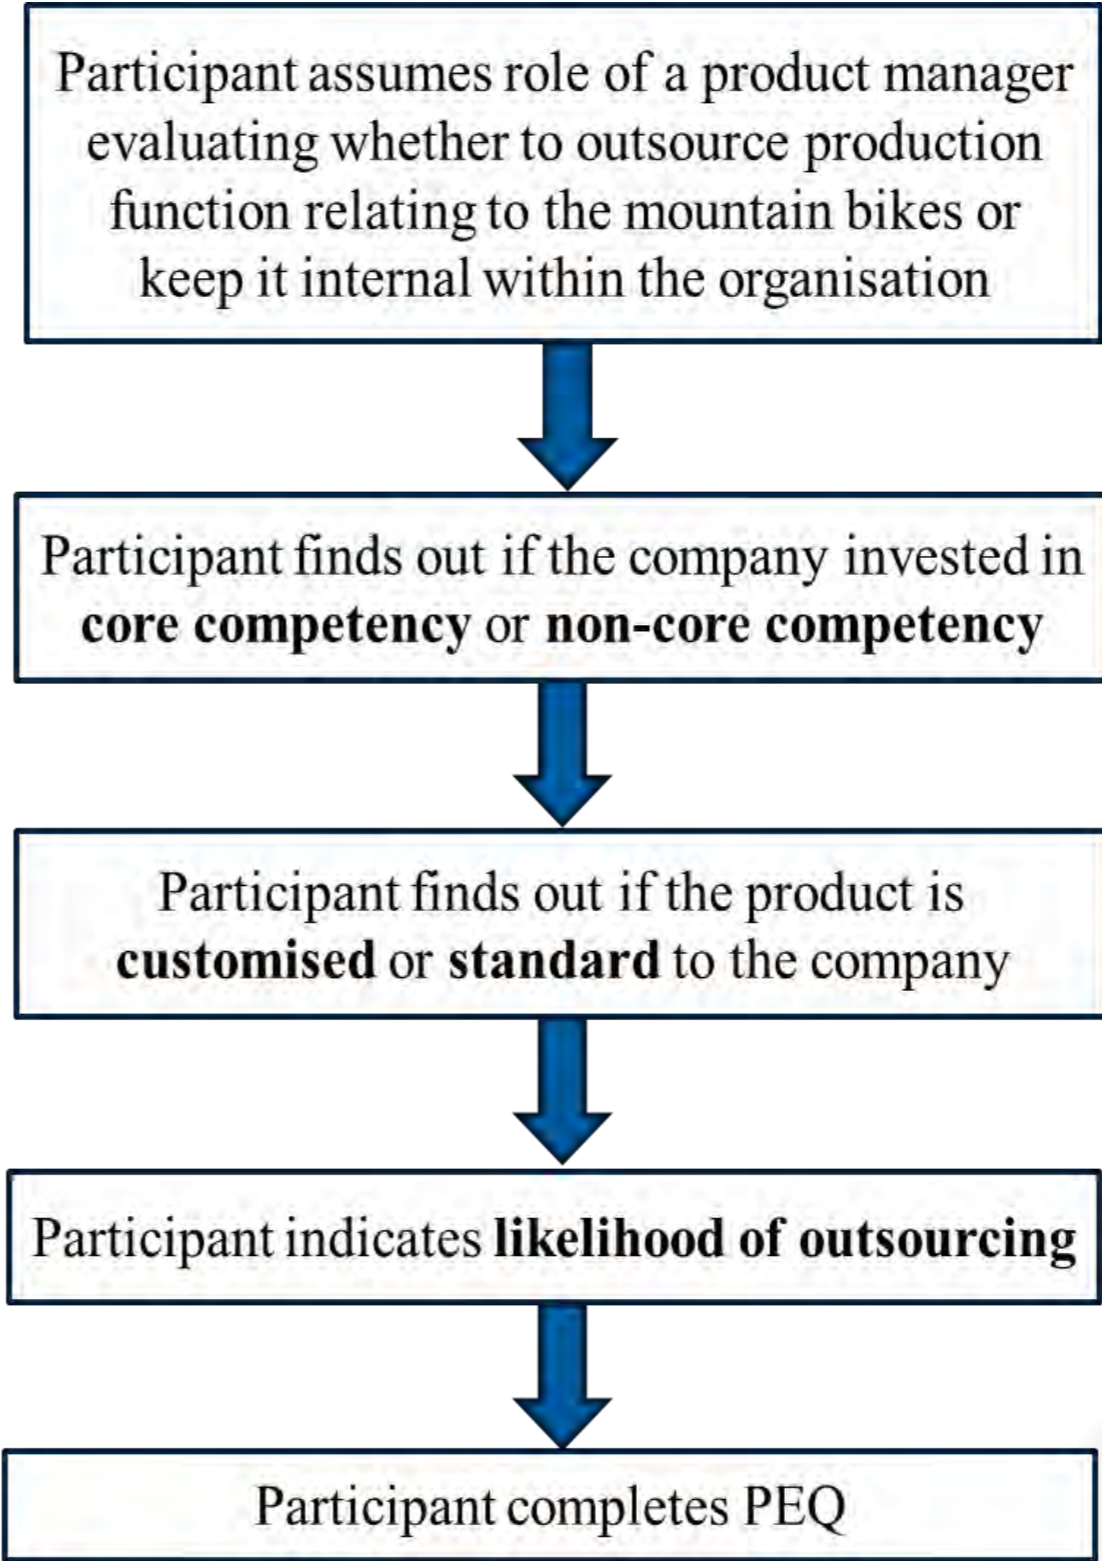 Participant assumes role of a product manager
evaluating whether to outsource production
function relating to the mountain bikes or
keep it internal within the organisation
Participant finds out if the company invested in
core competency or non-core competency
Participant finds out if the product is
customised or standard to the company
Participant indicates likelihood of outsourcing
Participant completes PEQ